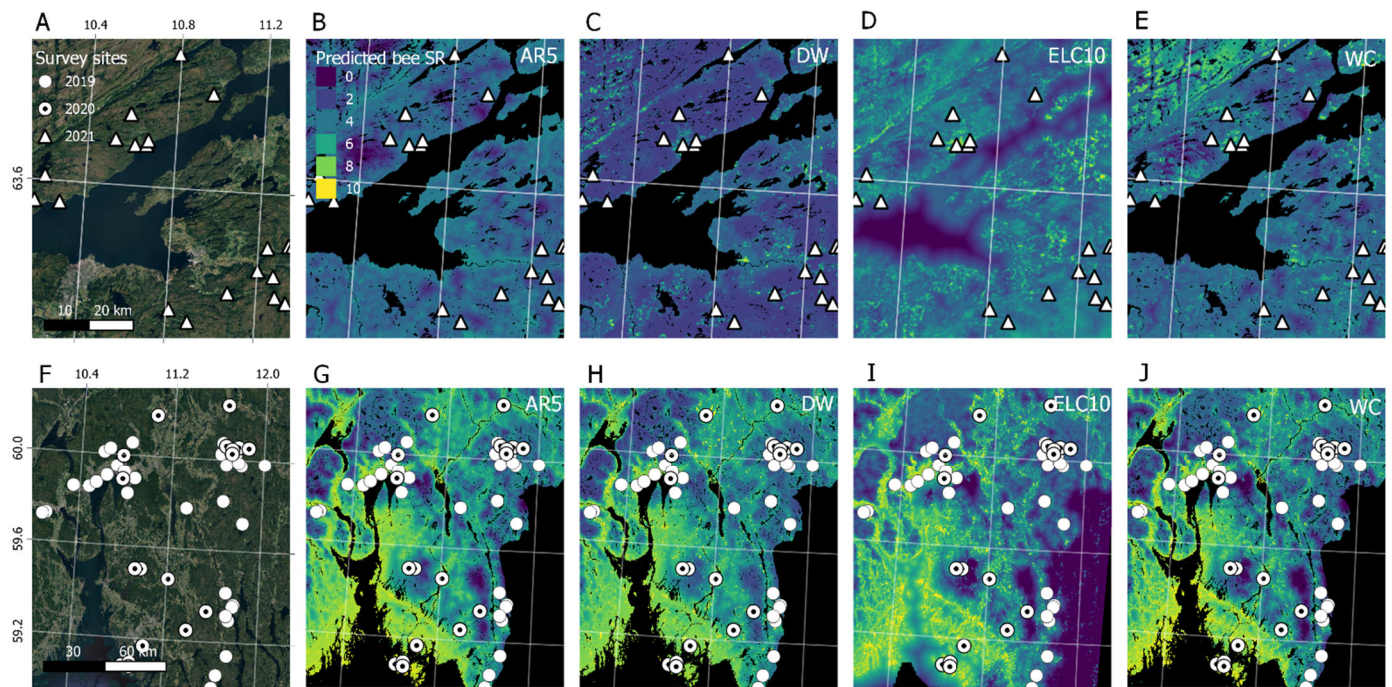 A
10.4 10.8 11.2
Survey sites
2019
2020
2021
63.6
10 20 km
B
Predicted bee SR
AR5
0
2
4
6
8
10
C
DW
D
ELC10
E
WC
F
10.4 11.2 12.0
60.0
59.6
59.2
30 60 km
G
AR5
H
DW
I
ELC10
J
WC